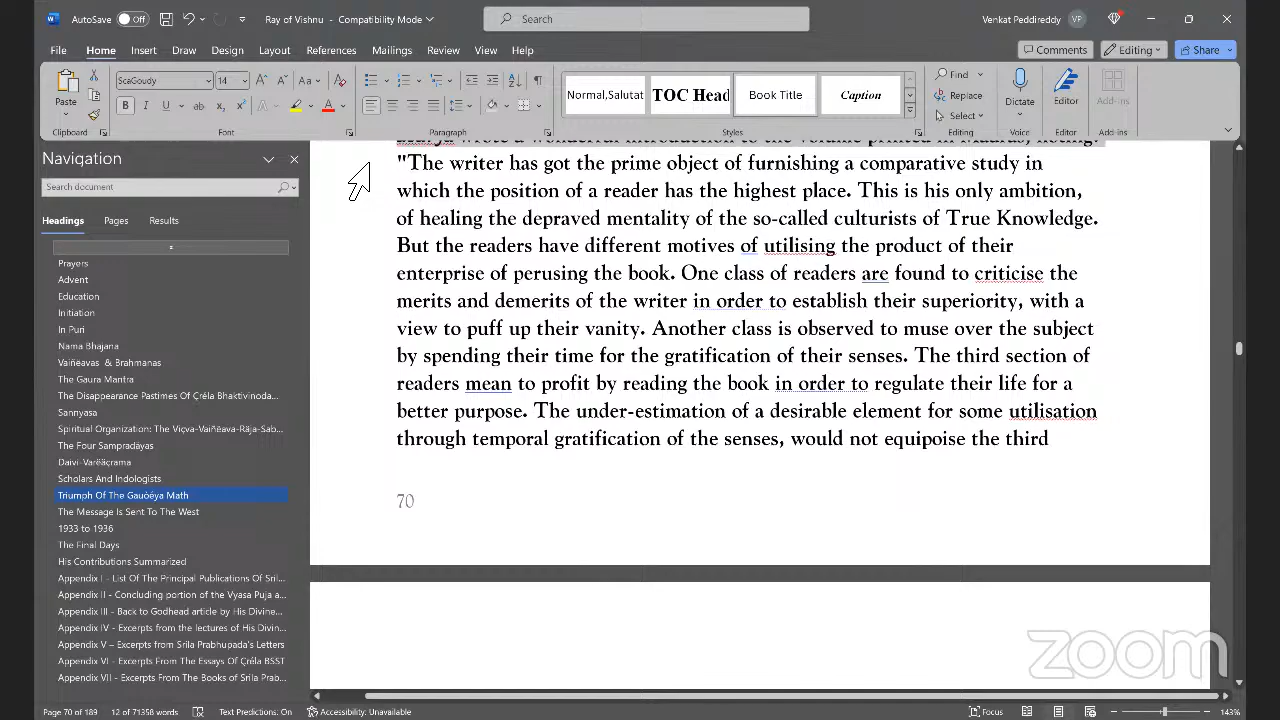 AutoSave Off Ray of Vishnu - Compatibility Mode Search Venkat Peddireddy VP
File Home Insert Draw Design Layout References Mailings Review View Help Comments Editing Share
Paste ScaGoudy 14 Normal,Salutat TOC Head Book Title Caption Find Replace Select Dictate Editor Add-ins
Clipboard Font Paragraph Styles Editing Voice Editor Add-ins
Navigation
Search document
Headings Pages Results
Prayers
Advent
Education
Initiation
In Puri
Nama Bhajana
Vaiñëavas & Brahmanas
The Gaura Mantra
The Disappearance Pastimes Of Çréla Bhaktivinoda...
Sannyasa
Spiritual Organization: The Viçva-Vaiñëava-Räja-Sab...
The Four Sampradäyas
Daivi-Varëäçrama
Scholars And Indologists
Triumph Of The Gauòéya Math
The Message Is Sent To The West
1933 to 1936
The Final Days
His Contributions Summarized
Appendix I - List Of The Principal Publications Of Sril...
Appendix II - Concluding portion of the Vyasa Puja a...
Appendix III - Back to Godhead article by His Divine...
Appendix IV - Excerpts from the lectures of His Divin...
Appendix V – Excerpts from Srila Prabhupada's Letters
Appendix VI - Excerpts From The Essays Of Çréla BSST
Appendix VII - Excerpts From The Books of Srila Prab...
wrote a wonderful introduction to the volume printed in Madras, noting:
"The writer has got the prime object of furnishing a comparative study in
which the position of a reader has the highest place. This is his only ambition,
of healing the depraved mentality of the so-called culturists of True Knowledge.
But the readers have different motives of utilising the product of their
enterprise of perusing the book. One class of readers are found to criticise the
merits and demerits of the writer in order to establish their superiority, with a
view to puff up their vanity. Another class is observed to muse over the subject
by spending their time for the gratification of their senses. The third section of
readers mean to profit by reading the book in order to regulate their life for a
better purpose. The under-estimation of a desirable element for some utilisation
through temporal gratification of the senses, would not equipoise the third
70
zoom
Page 70 of 189 12 of 71358 words Text Predictions: On Accessibility: Unavailable Focus 143%